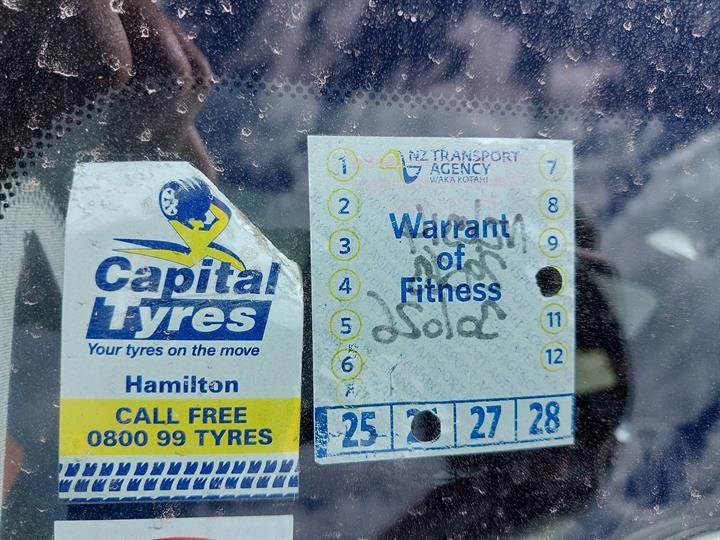 Capital
Tyres
Your tyres on the move
Hamilton
CALL FREE
0800 99 TYRES
NZ TRANSPORT
AGENCY
WAKA KOTAHI
1
2
3
4
5
6
7
8
9
11
12
Warrant
of
Fitness
25
27
28